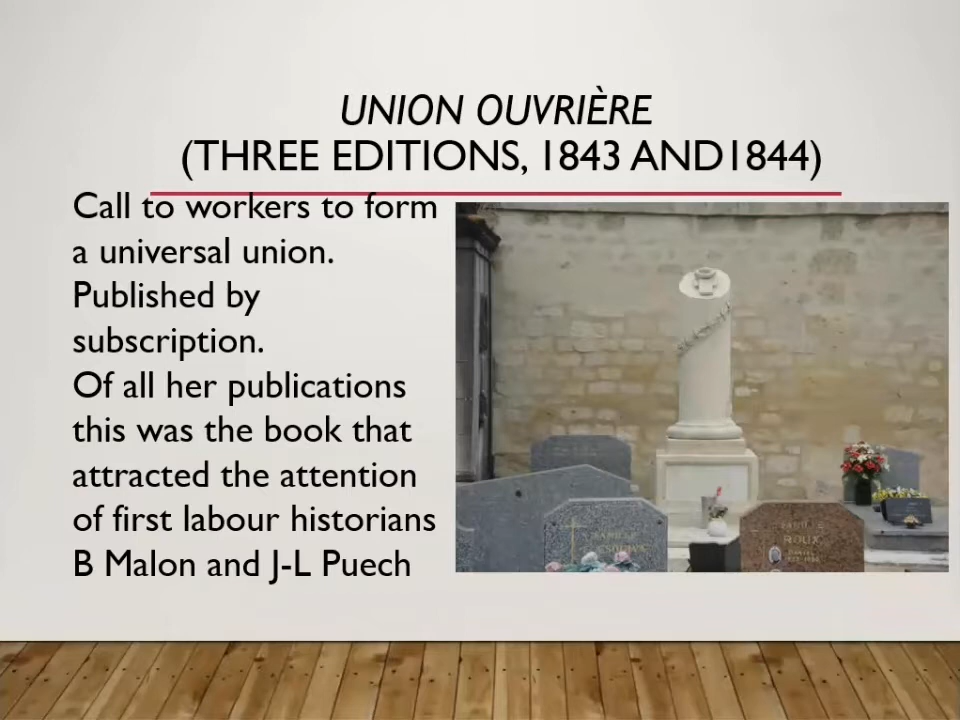 UNION OUVRIÈRE
(THREE EDITIONS, 1843 AND1844)
Call to workers to form
a universal union.
Published by
subscription.
Of all her publications
this was the book that
attracted the attention
of first labour historians
B Malon and J-L Puech
FAMILLE
ROUX